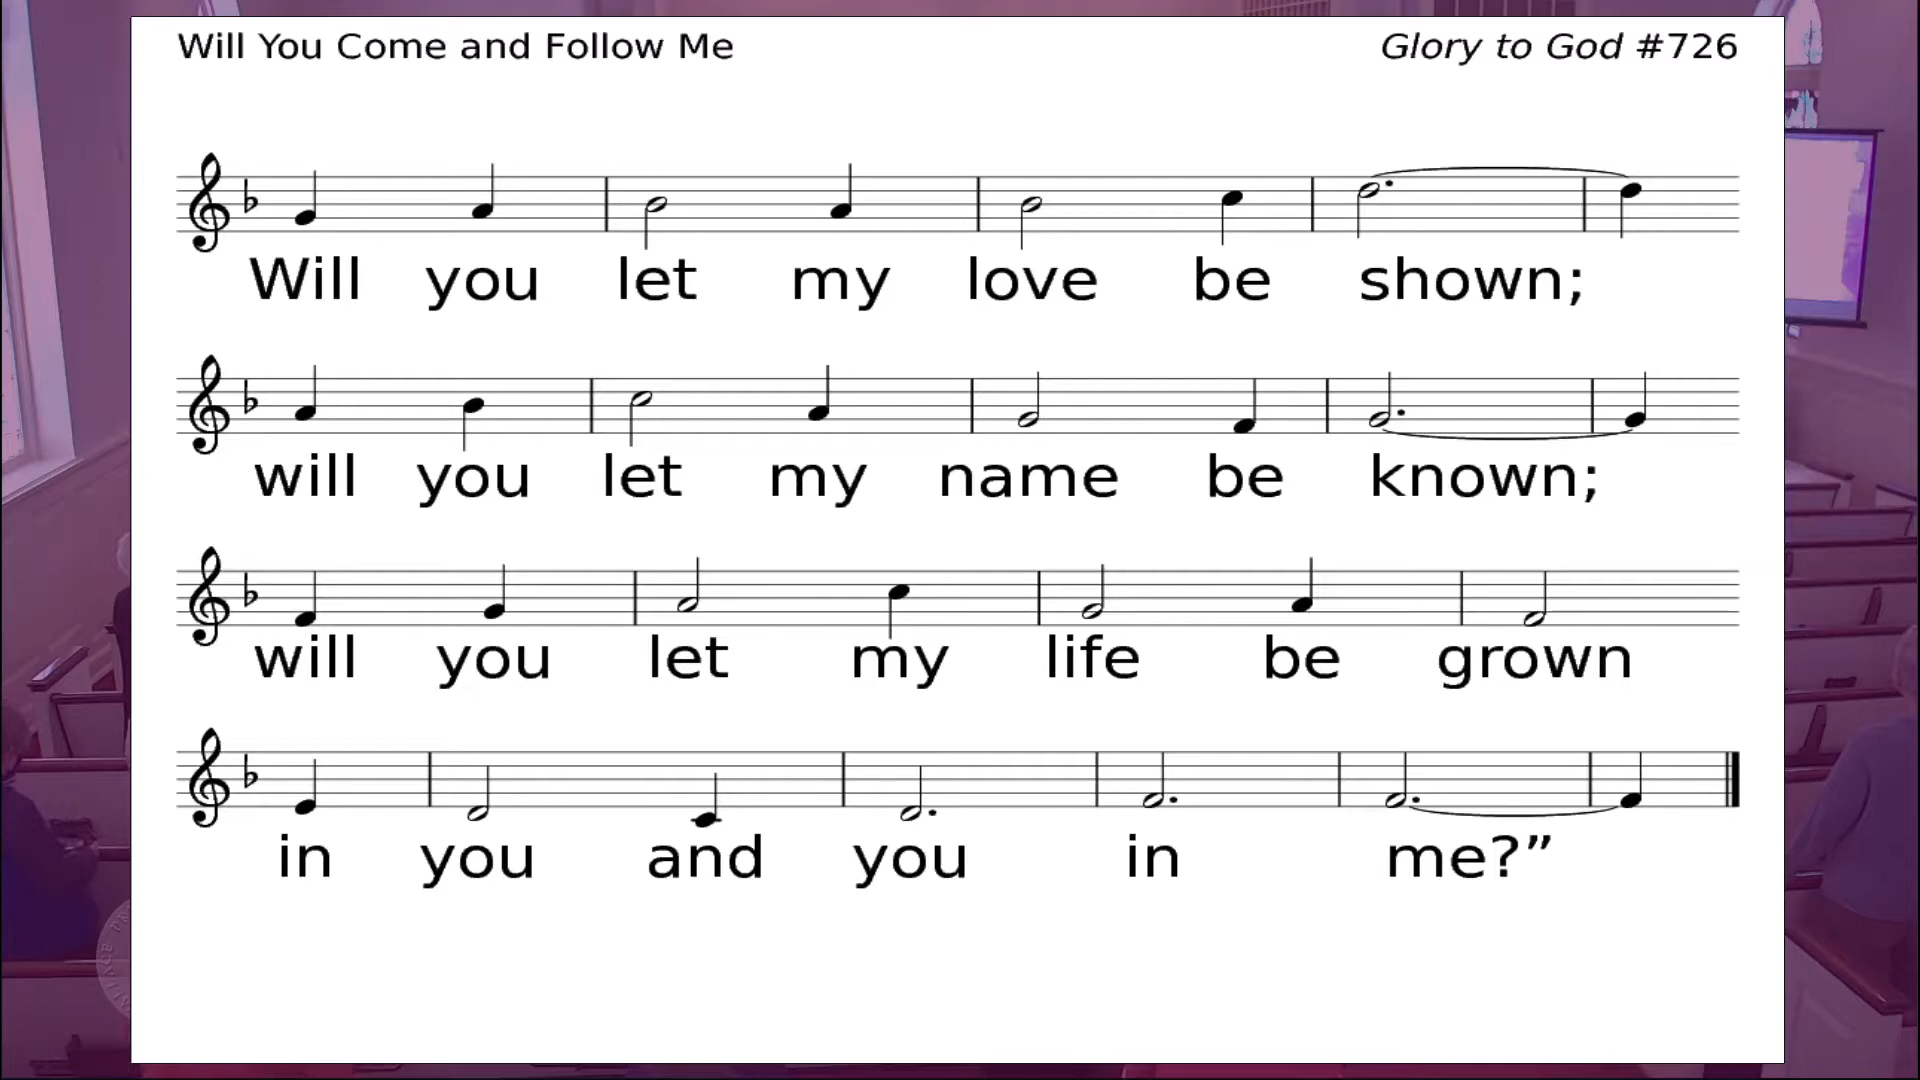 Will You Come and Follow Me
Glory to God #726
Will you let my love be shown;
will you let my name be known;
will you let my life be grown
in you and you in me?”